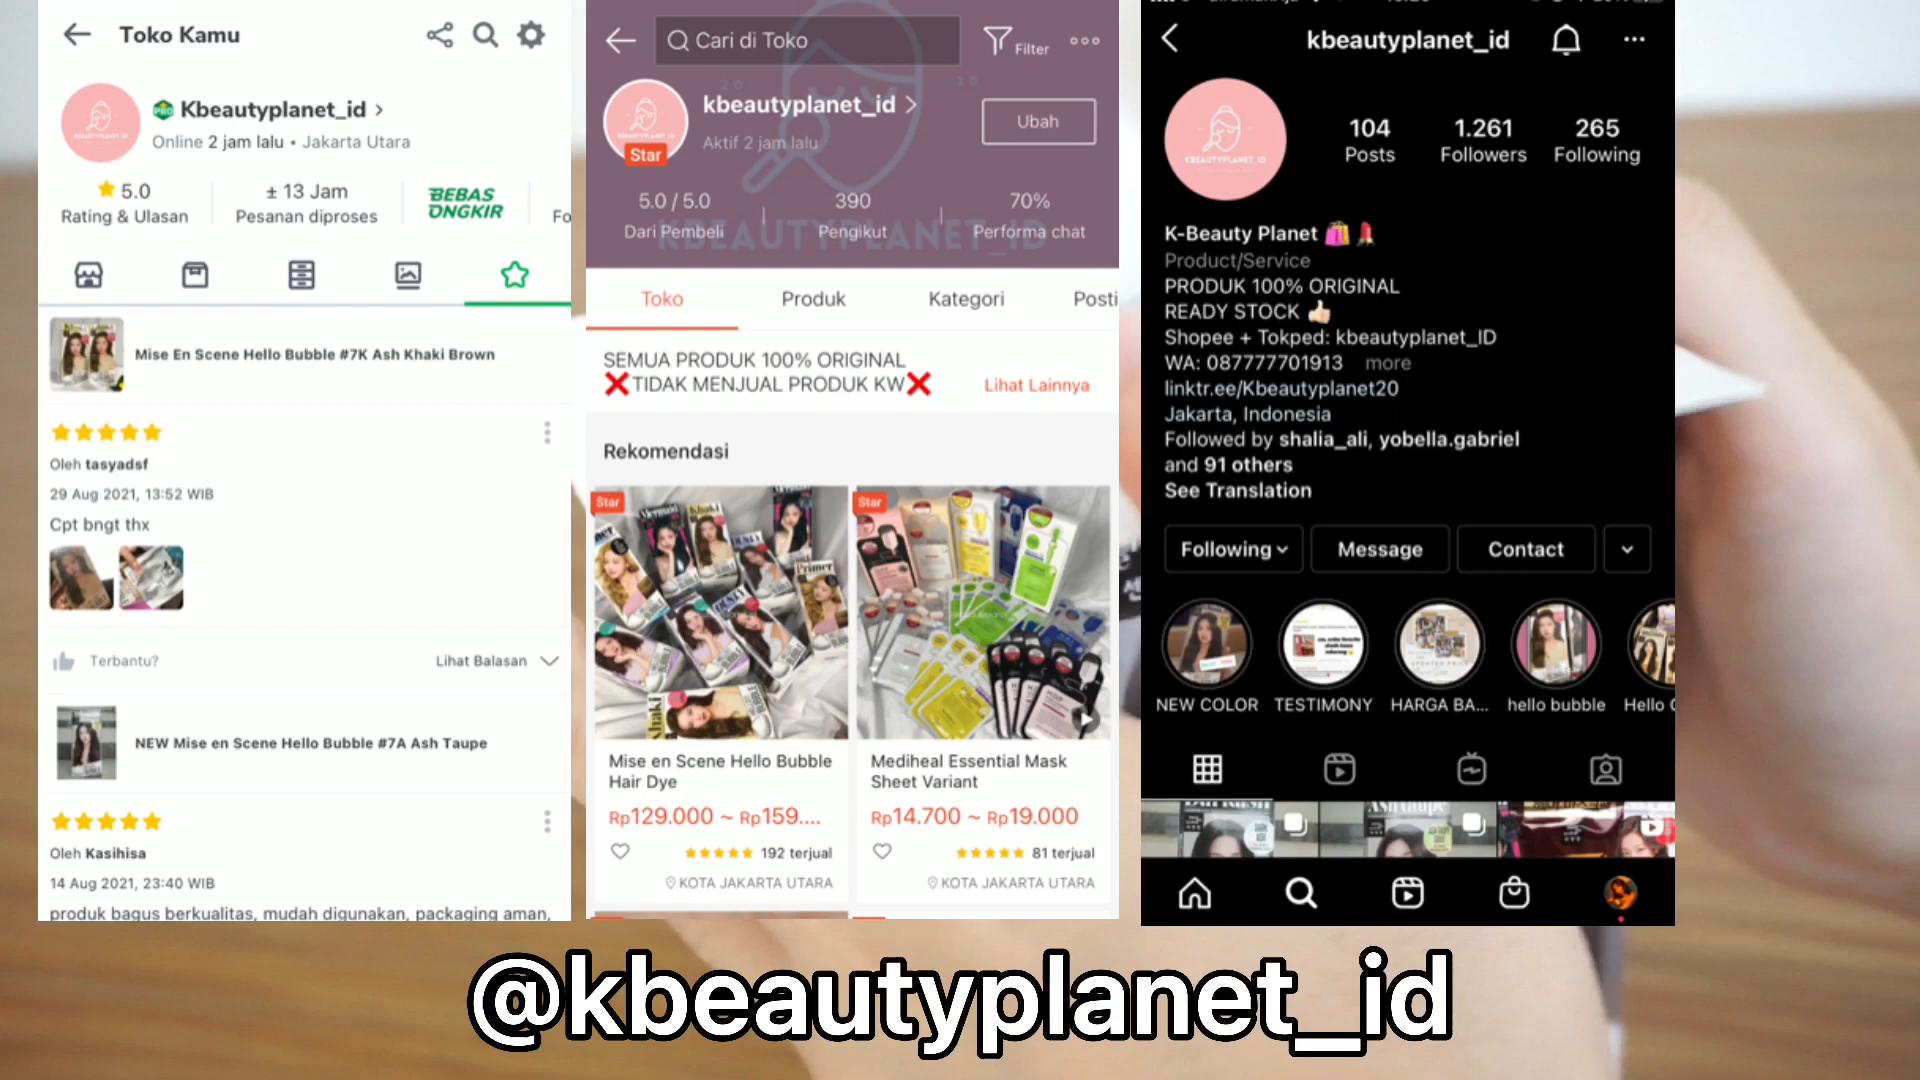 Toko Kamu
PRO Kbeautyplanet_id
Online 2 jam lalu • Jakarta Utara
5.0
Rating & Ulasan
± 13 Jam
Pesanan diproses
BEBAS ONGKIR
Fo
Mise En Scene Hello Bubble #7K Ash Khaki Brown
Oleh tasyadsf
29 Aug 2021, 13:52 WIB
Cpt bngt thx
Terbantu?
Lihat Balasan
NEW Mise en Scene Hello Bubble #7A Ash Taupe
Oleh Kasihisa
14 Aug 2021, 23:40 WIB
produk bagus berkualitas, mudah digunakan, packaging aman,
Cari di Toko
Filter
kbeautyplanet_id
Aktif 2 jam lalu
Star
Ubah
5.0 / 5.0
Dari Pembeli
390
Pengikut
70%
Performa chat
KBEAUTYPLANET_ID
Toko
Produk
Kategori
Posti
SEMUA PRODUK 100% ORIGINAL
❌TIDAK MENJUAL PRODUK KW❌
Lihat Lainnya
Rekomendasi
Star
Star
Mise en Scene Hello Bubble
Hair Dye
Rp129.000 ~ Rp159....
192 terjual
KOTA JAKARTA UTARA
Mediheal Essential Mask
Sheet Variant
Rp14.700 ~ Rp19.000
81 terjual
KOTA JAKARTA UTARA
kbeautyplanet_id
KBEAUTYPLANET_ID
104
Posts
1.261
Followers
265
Following
K-Beauty Planet 🛍️💄
Product/Service
PRODUK 100% ORIGINAL
READY STOCK 👍🏻
Shopee + Tokped: kbeautyplanet_ID
WA: 087777701913 more
linktr.ee/Kbeautyplanet20
Jakarta, Indonesia
Followed by shalia_ali, yobella.gabriel
and 91 others
See Translation
Following
Message
Contact
NEW COLOR
TESTIMONY
HARGA BA...
hello bubble
Hello
@kbeautyplanet_id